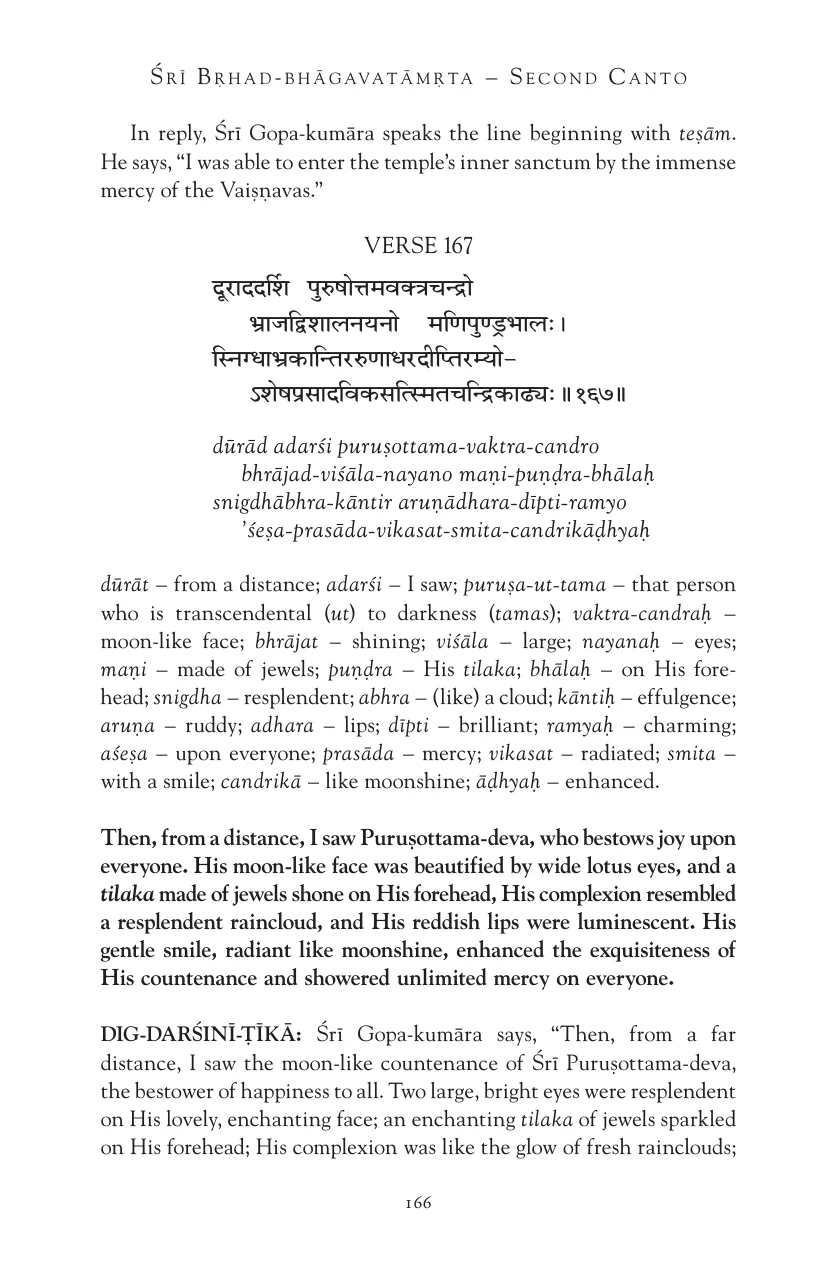 ŚRĪ BṚHAD-BHĀGAVATĀMṚTA – SECOND CANTO
In reply, Śrī Gopa-kumāra speaks the line beginning with teṣām.
He says, “I was able to enter the temple’s inner sanctum by the immense
mercy of the Vaiṣṇavas.”
VERSE 167
दूराददर्शि पुरुषोत्तमवक्त्रचन्द्रो
भ्राजद्विशालनयनो मणिपुण्ड्रभालः।
स्निग्धाभ्रकान्तिररुणाधरदीप्तिरम्यो–
ऽशेषप्रसादविकसत्स्मितचन्द्रिकाढ्यः॥१६७॥
dūrād adarśi puruṣottama-vaktra-candro
bhrājad-viśāla-nayano maṇi-puṇḍra-bhālaḥ
snigdhābhra-kāntir aruṇādhara-dīpti-ramyo
’śeṣa-prasāda-vikasat-smita-candrikāḍhyaḥ
dūrāt – from a distance; adarśi – I saw; puruṣa-ut-tama – that person
who is transcendental (ut) to darkness (tamas); vaktra-candraḥ –
moon-like face; bhrājat – shining; viśāla – large; nayanaḥ – eyes;
maṇi – made of jewels; puṇḍra – His tilaka; bhālaḥ – on His fore-
head; snigdha – resplendent; abhra – (like) a cloud; kāntiḥ – effulgence;
aruṇa – ruddy; adhara – lips; dīpti – brilliant; ramyaḥ – charming;
aśeṣa – upon everyone; prasāda – mercy; vikasat – radiated; smita –
with a smile; candrikā – like moonshine; āḍhyaḥ – enhanced.
Then, from a distance, I saw Puruṣottama-deva, who bestows joy upon
everyone. His moon-like face was beautified by wide lotus eyes, and a
tilaka made of jewels shone on His forehead, His complexion resembled
a resplendent raincloud, and His reddish lips were luminescent. His
gentle smile, radiant like moonshine, enhanced the exquisiteness of
His countenance and showered unlimited mercy on everyone.
DIG-DARŚINĪ-ṬĪKĀ: Śrī Gopa-kumāra says, “Then, from a far
distance, I saw the moon-like countenance of Śrī Puruṣottama-deva,
the bestower of happiness to all. Two large, bright eyes were resplendent
on His lovely, enchanting face; an enchanting tilaka of jewels sparkled
on His forehead; His complexion was like the glow of fresh rainclouds;
166